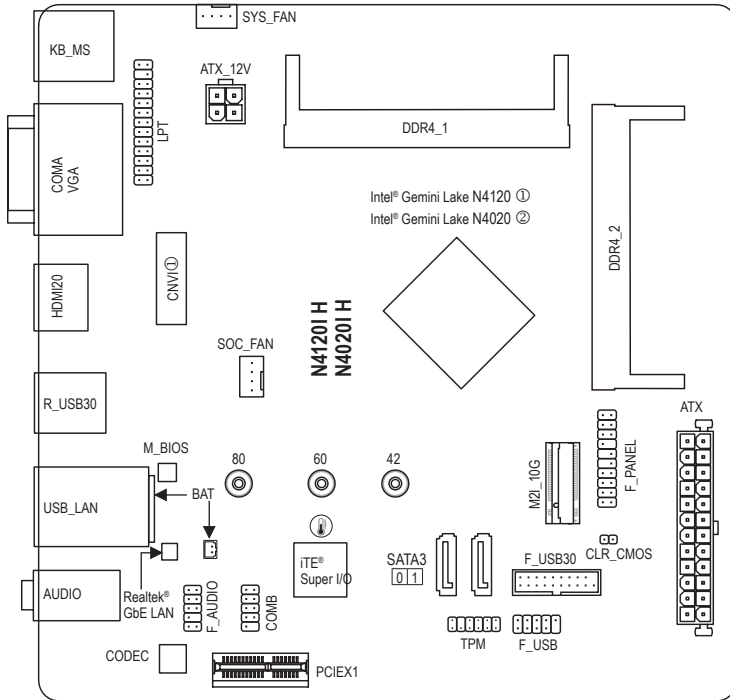 SYS_FAN
KB_MS
ATX_12V
LPT
DDR4_1
COMA
VGA
Intel® Gemini Lake N4120 ①
Intel® Gemini Lake N4020 ②
DDR4_2
CNVI①
HDMI20
N4120I H
N4020I H
SOC_FAN
R_USB30
ATX
M_BIOS
80
60
42
F_PANEL
M2I_10G
BAT
USB_LAN
CLR_CMOS
SATA3
0 1
F_USB30
iTE®
Super I/O
AUDIO
Realtek®
GbE LAN
F_AUDIO
COMB
TPM
F_USB
CODEC
PCIEX1